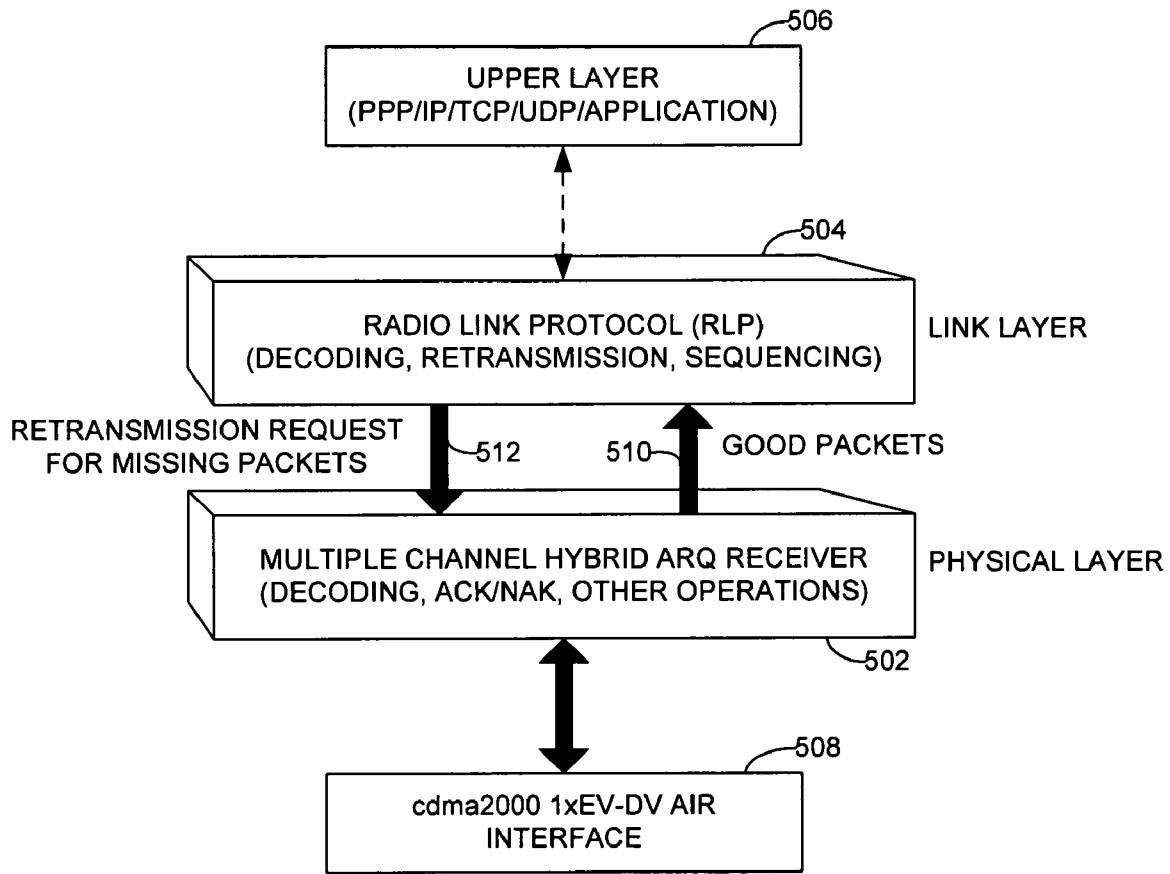 506
UPPER LAYER
(PPP/IP/TCP/UDP/APPLICATION)
504
RADIO LINK PROTOCOL (RLP)
(DECODING, RETRANSMISSION, SEQUENCING)
LINK LAYER
RETRANSMISSION REQUEST
FOR MISSING PACKETS
512
510
GOOD PACKETS
MULTIPLE CHANNEL HYBRID ARQ RECEIVER
(DECODING, ACK/NAK, OTHER OPERATIONS)
PHYSICAL LAYER
502
508
cdma2000 1xEV-DV AIR
INTERFACE